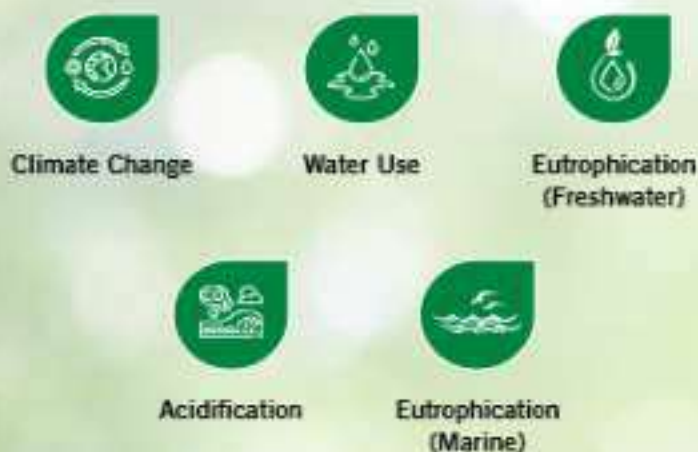 Climate Change
Water Use
Eutrophication
(Freshwater)
Acidification
Eutrophication
(Marine)